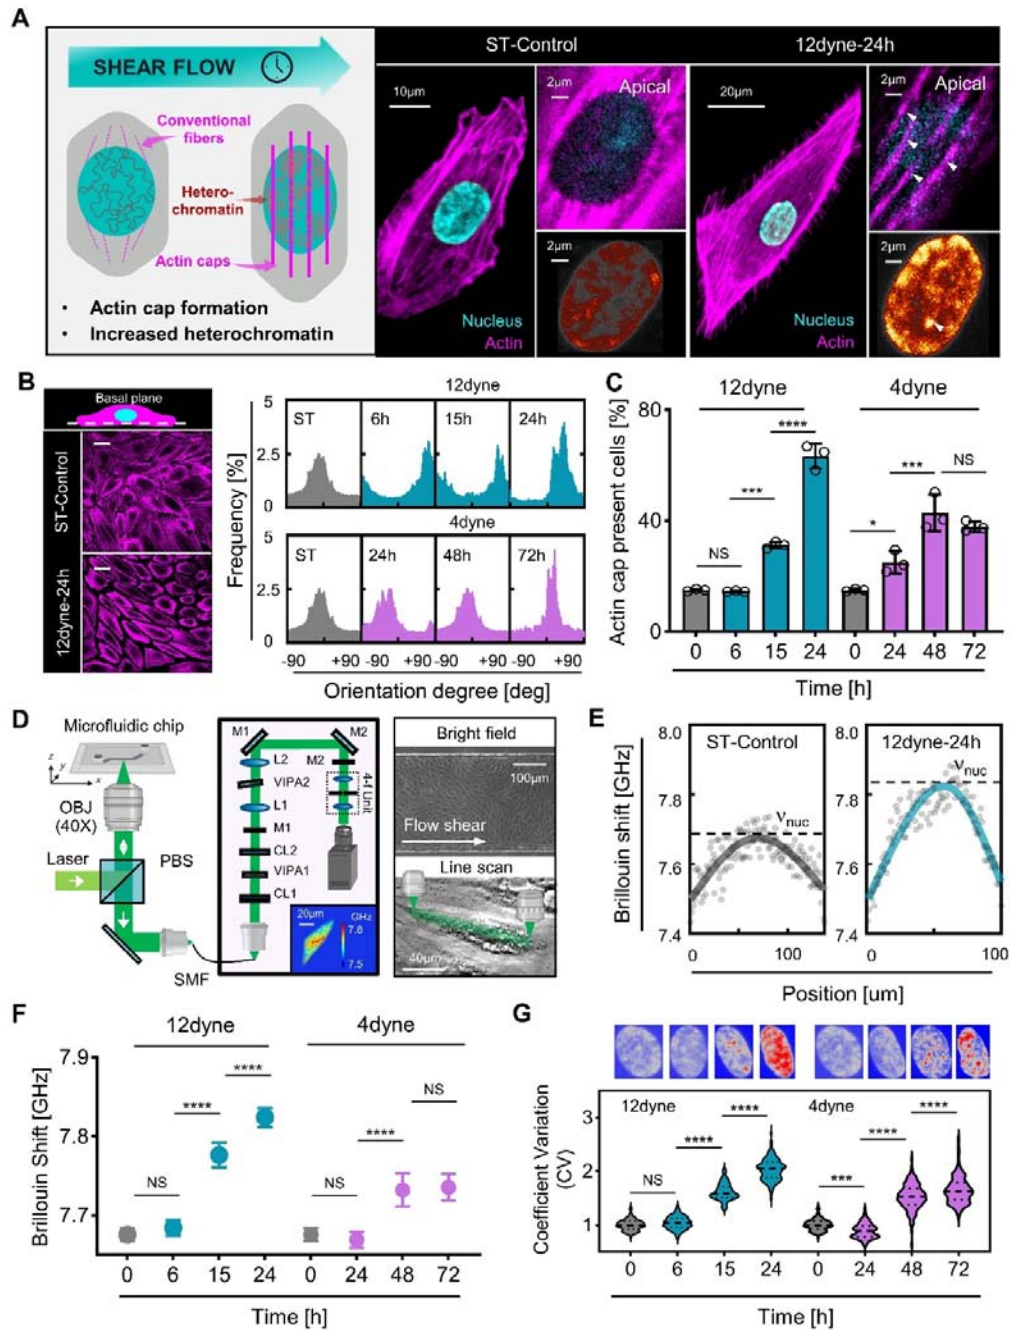 A
SHEAR FLOW
Conventional
fibers
Hetero-
chromatin
Actin caps
• Actin cap formation
• Increased heterochromatin
ST-Control
12dyne-24h
10μm
2μm
Apical
2μm
Nucleus
Actin
20μm
2μm
Apical
2μm
Nucleus
Actin
B
Basal plane
ST-Control
12dyne-24h
12dyne
5
2.5
0
ST
6h
15h
24h
4dyne
5
2.5
0
ST
24h
48h
72h
Frequency [%]
-90 +90 -90 +90 -90 +90 -90 +90
Orientation degree [deg]
C
12dyne
4dyne
Actin cap present cells [%]
80
40
0
NS
***
****
*
***
NS
0 6 15 24 0 24 48 72
Time [h]
D
Microfluidic chip
z
y
x
OBJ
(40X)
Laser
PBS
SMF
M1
M2
L2
M2
VIPA2
4-f Unit
L1
M1
CL2
VIPA1
CL1
20μm
GHz
7.8
7.5
Bright field
100μm
Flow shear
Line scan
40μm
E
Brillouin shift [GHz]
8.0
7.8
7.6
7.4
ST-Control
νnuc
0 100
8.0
7.8
7.6
7.4
12dyne-24h
νnuc
0 100
Position [um]
F
12dyne
4dyne
Brillouin Shift [GHz]
7.9
7.8
7.7
NS
****
****
NS
****
NS
0 6 15 24 0 24 48 72
Time [h]
G
Coefficient Variation
(CV)
3
2
1
12dyne
4dyne
NS
****
****
***
****
****
0 6 15 24 0 24 48 72
Time [h]